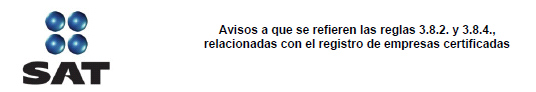 Avisos a que se refieren las reglas 3.8.2. y 3.8.4.,
relacionadas con el registro de empresas certificadas
SAT